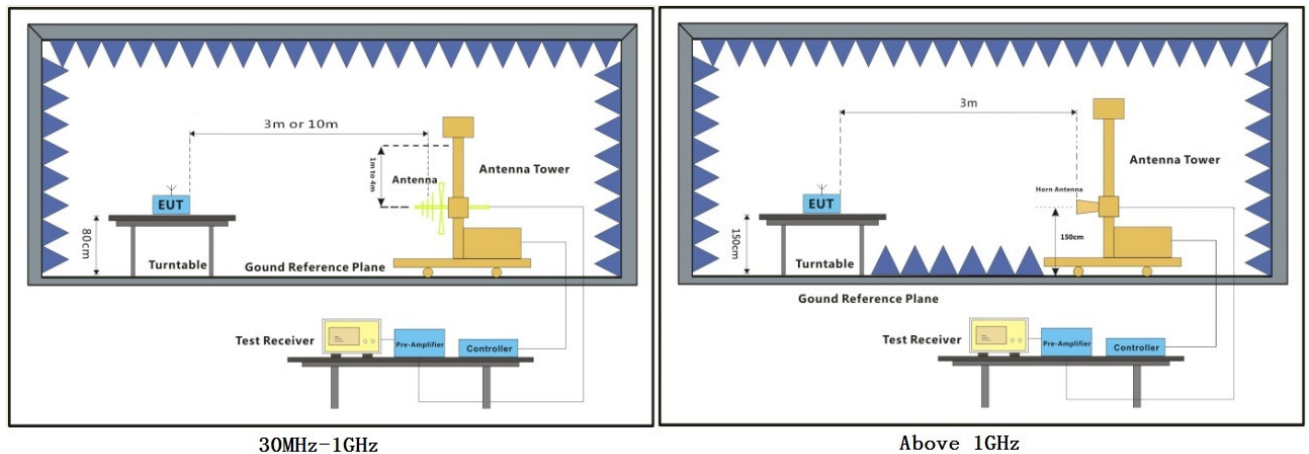 3m or 10m
1m to 4m
Antenna
Antenna Tower
EUT
80cm
Turntable
Gound Reference Plane
Test Receiver
Pre-Amplifier
Controller
30MHz-1GHz
3m
Antenna Tower
Horn Antenna
EUT
150cm
150cm
Turntable
Gound Reference Plane
Test Receiver
Pre-Amplifier
Controller
Above 1GHz